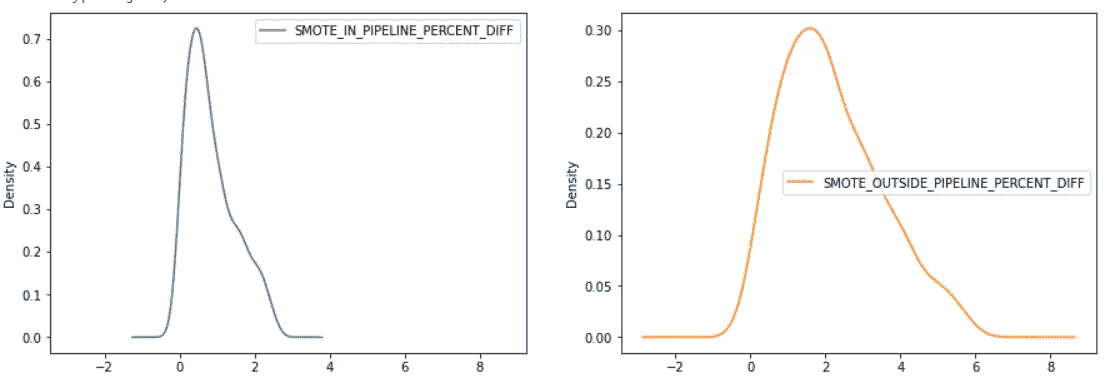 SMOTE_IN_PIPELINE_PERCENT_DIFF
0.7
0.6
0.5
0.4
0.3
0.2
0.1
0.0
Density
−2 0 2 4 6 8
SMOTE_OUTSIDE_PIPELINE_PERCENT_DIFF
0.30
0.25
0.20
0.15
0.10
0.05
0.00
Density
−2 0 2 4 6 8